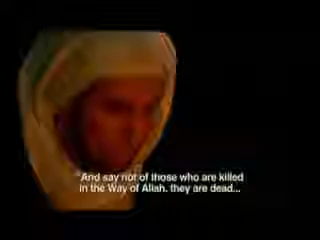 "And say not of those who are killed
in the Way of Allah, they are dead...